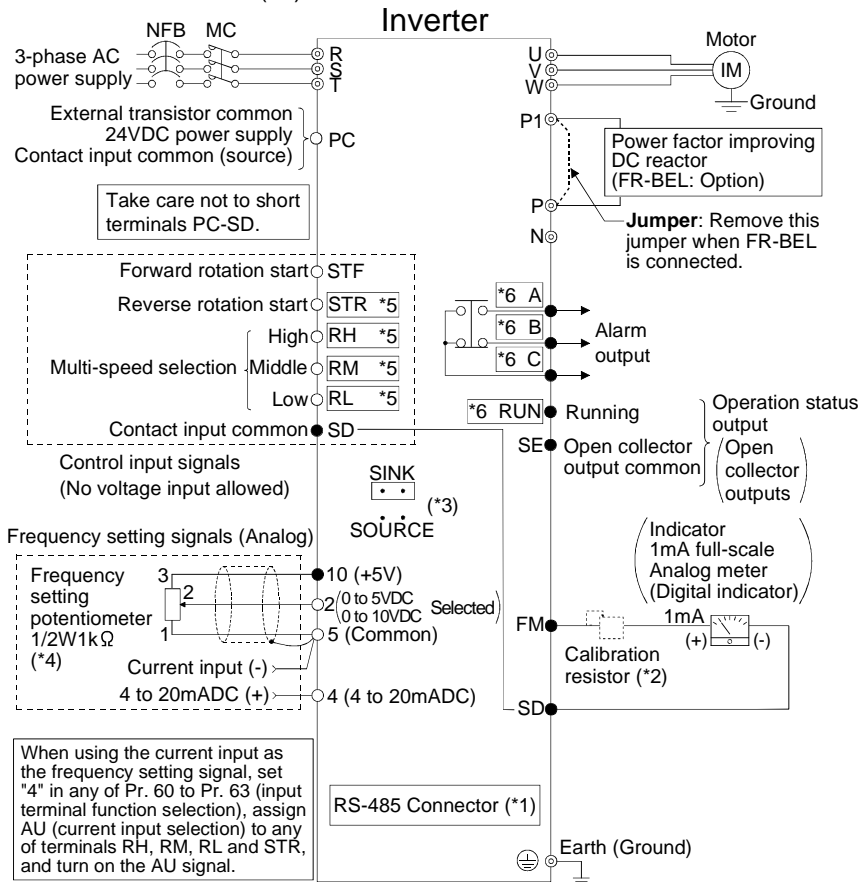 Inverter
NFB MC
3-phase AC
power supply
R
S
T
U
V
W
Motor
IM
Ground
External transistor common
24VDC power supply
Contact input common (source)
PC
Take care not to short
terminals PC-SD.
P1
P
N
Power factor improving
DC reactor
(FR-BEL: Option)
Jumper: Remove this
jumper when FR-BEL
is connected.
Forward rotation start STF
Reverse rotation start STR *5
Multi-speed selection
High RH *5
Middle RM *5
Low RL *5
Contact input common SD
Control input signals
(No voltage input allowed)
*6 A
*6 B
*6 C
Alarm
output
*6 RUN Running
SE Open collector
output common
Operation status
output
(Open
collector
outputs)
SINK
(*3)
SOURCE
Frequency setting signals (Analog)
Frequency
setting
potentiometer
1/2W1kΩ
(*4)
3
2
1
10 (+5V)
2 (0 to 5VDC
0 to 10VDC Selected)
5 (Common)
Current input (-)
4 to 20mADC (+)
4 (4 to 20mADC)
(Indicator
1mA full-scale
Analog meter
(Digital indicator))
FM
1mA
(+) (-)
Calibration
resistor (*2)
SD
When using the current input as
the frequency setting signal, set
"4" in any of Pr. 60 to Pr. 63 (input
terminal function selection), assign
AU (current input selection) to any
of terminals RH, RM, RL and STR,
and turn on the AU signal.
RS-485 Connector (*1)
Earth (Ground)